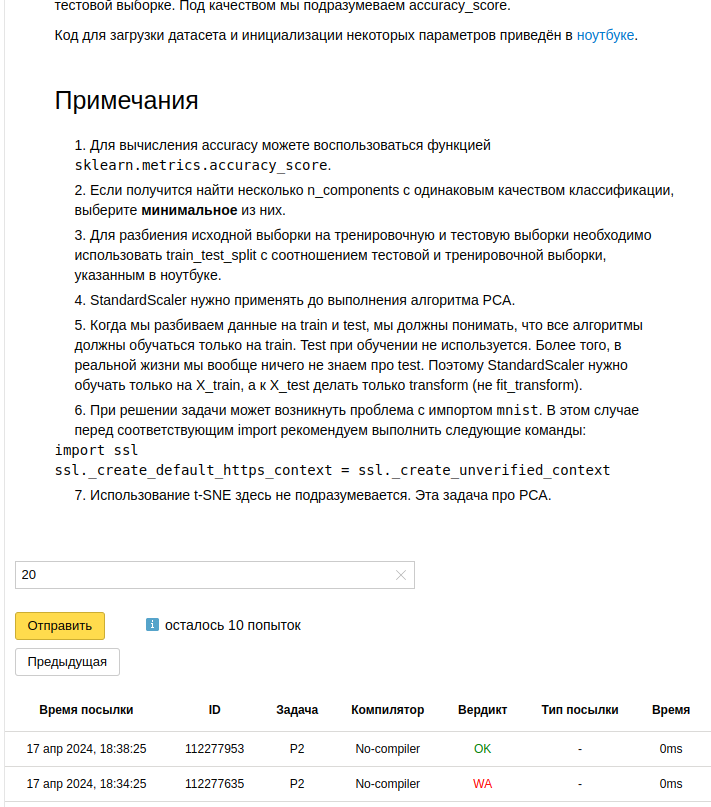 тестовой выборке. Под качеством мы подразумеваем accuracy_score.
Код для загрузки датасета и инициализации некоторых параметров приведён в ноутбуке.
Примечания
1. Для вычисления accuracy можете воспользоваться функцией
sklearn.metrics.accuracy_score.
2. Если получится найти несколько n_components с одинаковым качеством классификации,
выберите минимальное из них.
3. Для разбиения исходной выборки на тренировочную и тестовую выборки необходимо
использовать train_test_split с соотношением тестовой и тренировочной выборки,
указанным в ноутбуке.
4. StandardScaler нужно применять до выполнения алгоритма PCA.
5. Когда мы разбиваем данные на train и test, мы должны понимать, что все алгоритмы
должны обучаться только на train. Test при обучении не используется. Более того, в
реальной жизни мы вообще ничего не знаем про test. Поэтому StandardScaler нужно
обучать только на X_train, а к X_test делать только transform (не fit_transform).
6. При решении задачи может возникнуть проблема с импортом mnist. В этом случае
перед соответствующим import рекомендуем выполнить следующие команды:
import ssl
ssl._create_default_https_context = ssl._create_unverified_context
7. Использование t-SNE здесь не подразумевается. Эта задача про PCA.
20
Отправить i осталось 10 попыток
Предыдущая
Время посылки ID Задача Компилятор Вердикт Тип посылки Время
17 апр 2024, 18:38:25 112277953 P2 No-compiler OK - 0ms
17 апр 2024, 18:34:25 112277635 P2 No-compiler WA - 0ms